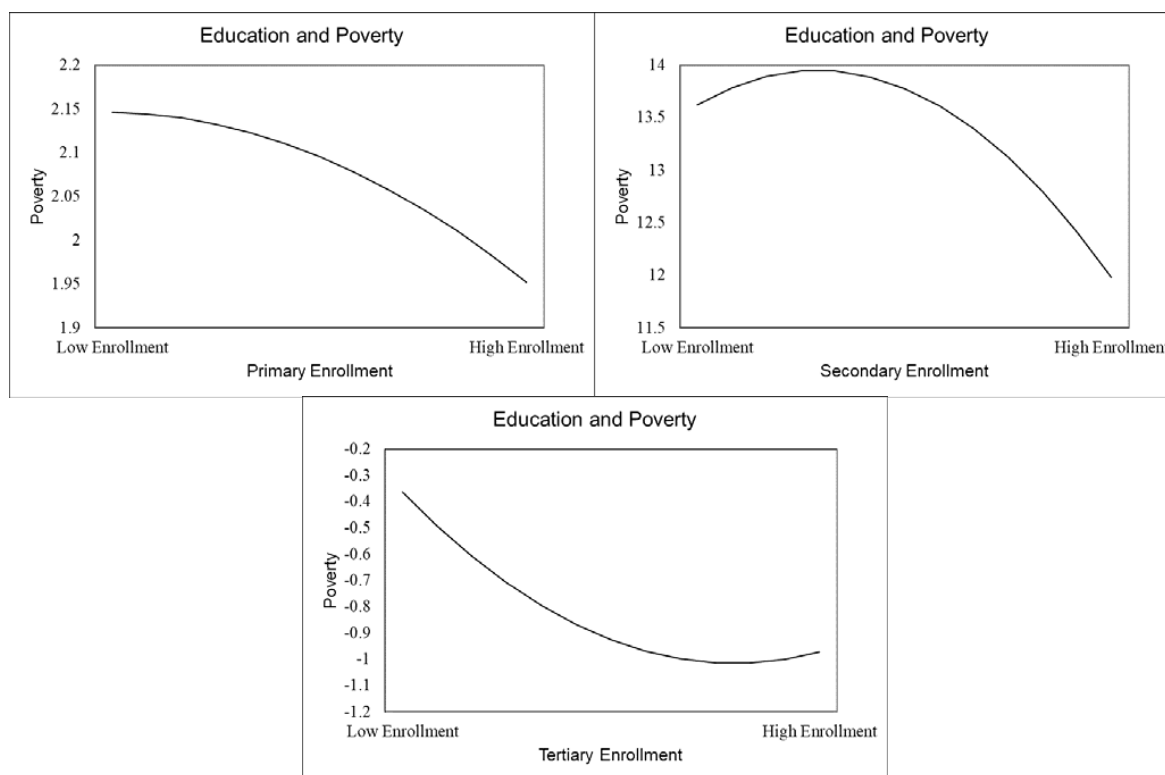 Education and Poverty
2.2
2.15
2.1
2.05
2
1.95
1.9
Poverty
Low Enrollment High Enrollment
Primary Enrollment
Education and Poverty
14
13.5
13
12.5
12
11.5
Poverty
Low Enrollment High Enrollment
Secondary Enrollment
Education and Poverty
-0.2
-0.3
-0.4
-0.5
-0.6
-0.7
-0.8
-0.9
-1
-1.1
-1.2
Poverty
Low Enrollment High Enrollment
Tertiary Enrollment